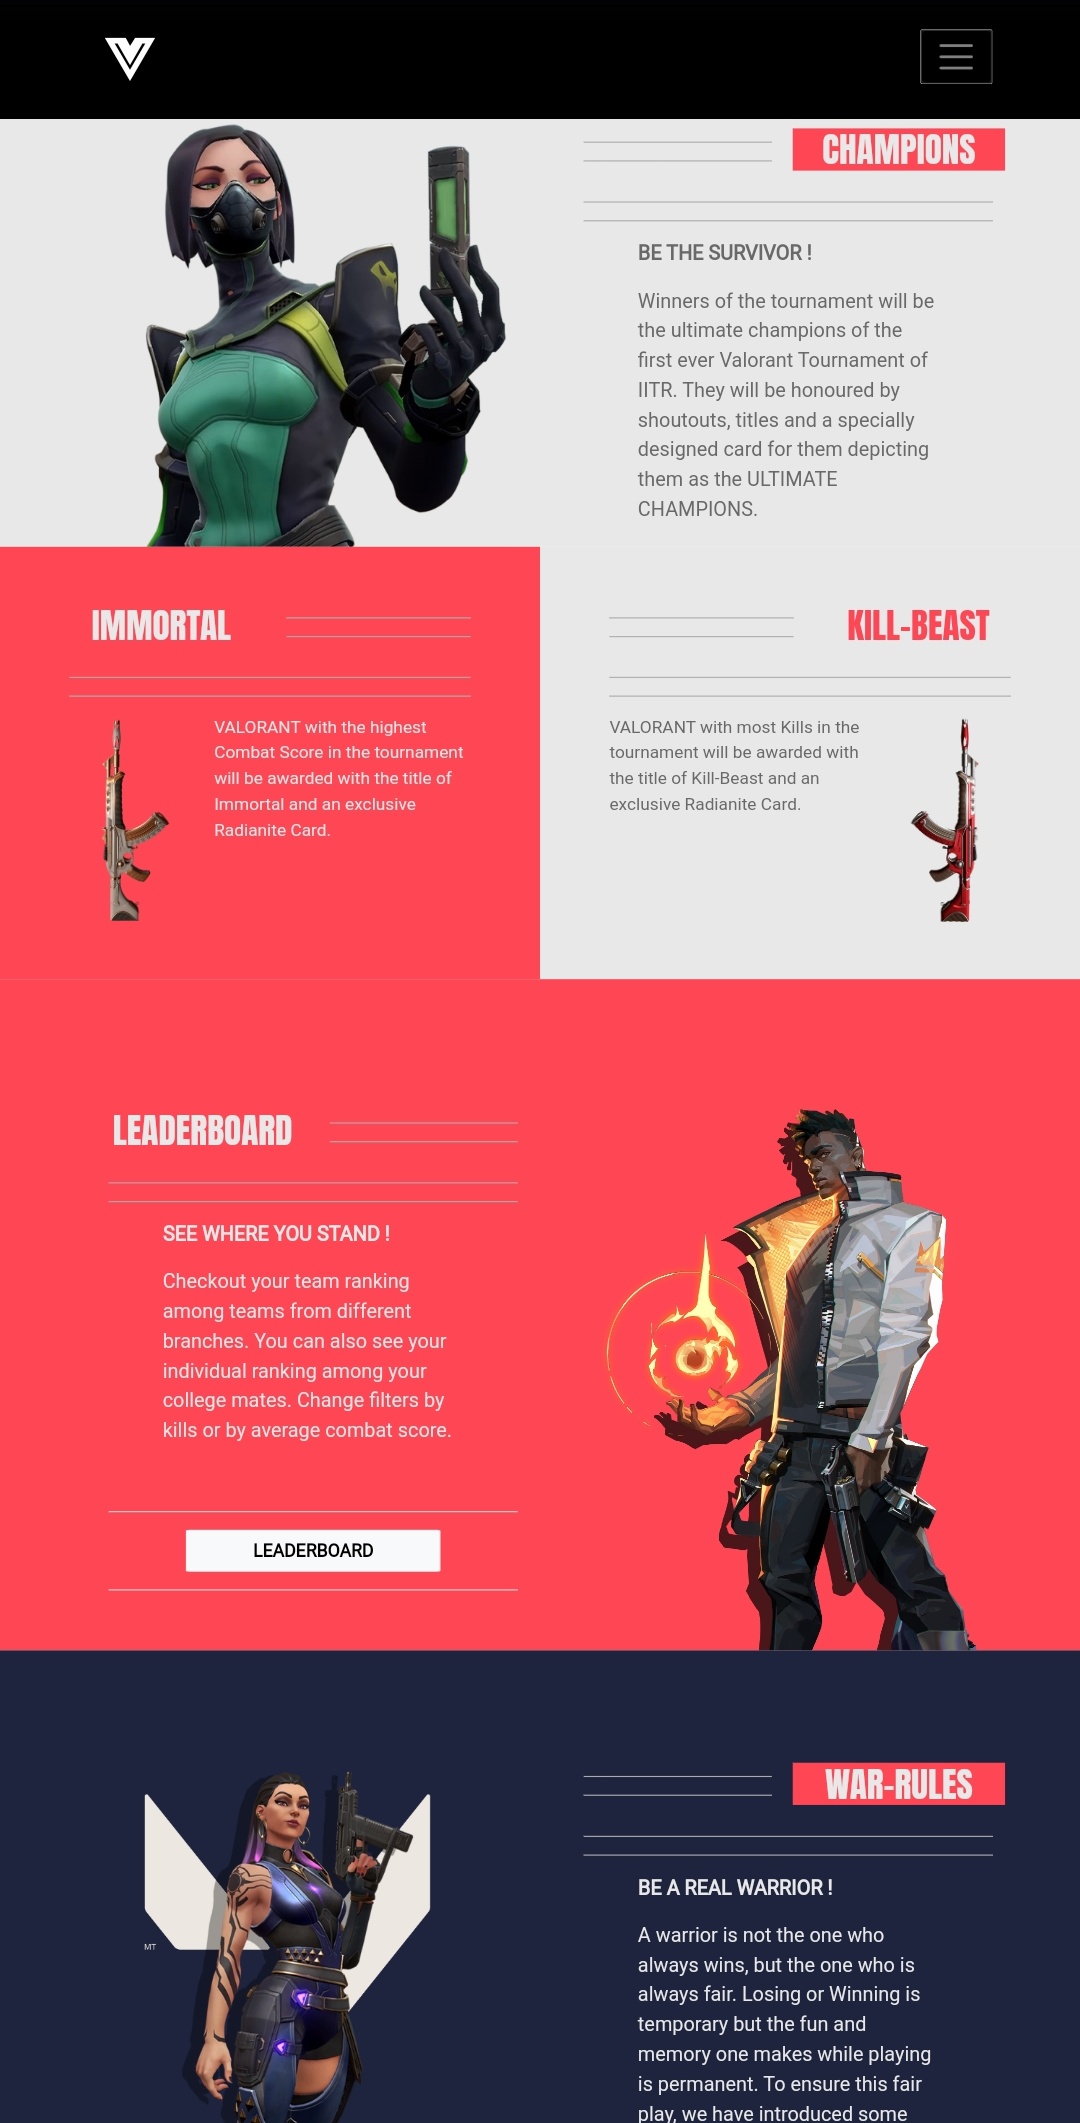 CHAMPIONS
BE THE SURVIVOR !
Winners of the tournament will be
the ultimate champions of the
first ever Valorant Tournament of
IITR. They will be honoured by
shoutouts, titles and a specially
designed card for them depicting
them as the ULTIMATE
CHAMPIONS.
IMMORTAL
VALORANT with the highest
Combat Score in the tournament
will be awarded with the title of
Immortal and an exclusive
Radianite Card.
KILL-BEAST
VALORANT with most Kills in the
tournament will be awarded with
the title of Kill-Beast and an
exclusive Radianite Card.
LEADERBOARD
SEE WHERE YOU STAND !
Checkout your team ranking
among teams from different
branches. You can also see your
individual ranking among your
college mates. Change filters by
kills or by average combat score.
LEADERBOARD
MT
WAR-RULES
BE A REAL WARRIOR !
A warrior is not the one who
always wins, but the one who is
always fair. Losing or Winning is
temporary but the fun and
memory one makes while playing
is permanent. To ensure this fair
play, we have introduced some